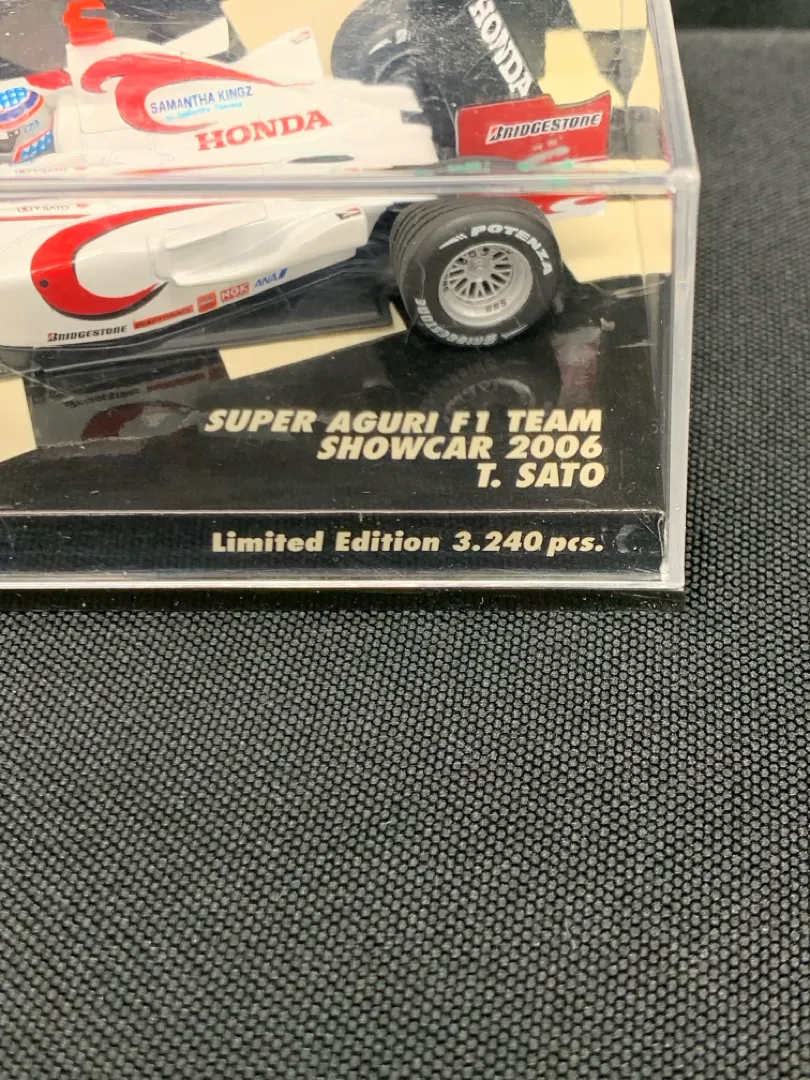 HONDA
SAMANTHA KINGZ
HONDA
BRIDGESTONE
POTENZA
BRIDGESTONE
NGK
ANA
Bridgestone
SUPER AGURI F1 TEAM
SHOWCAR 2006
T. SATO
Limited Edition 3.240 pcs.